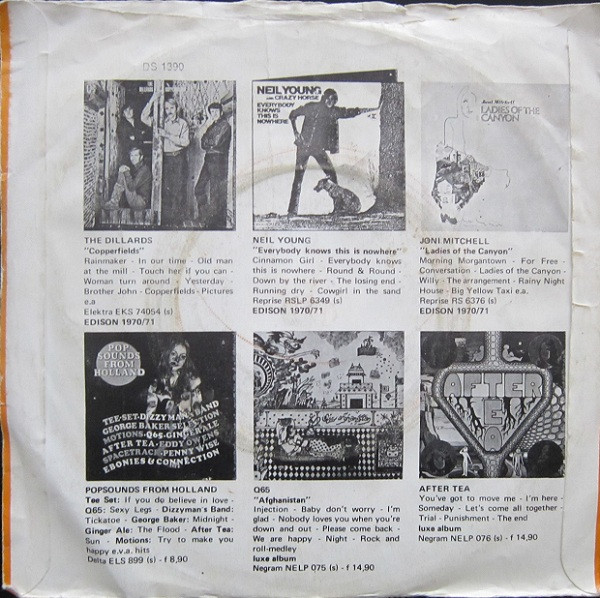 DS 1390
NEIL YOUNG
WITH CRAZY HORSE
EVERYBODY
KNOWS
THIS IS
NOWHERE
Joni Mitchell
LADIES OF THE
CANYON
THE DILLARDS
"Copperfields"
Rainmaker - In our time - Old man
at the mill - Touch her if you can -
Woman turn around - Yesterday -
Brother John - Copperfields - Pictures
e.a
Elektra EKS 74054 (s)
EDISON 1970/71
NEIL YOUNG
"Everybody knows this is nowhere"
Cinnamon Girl - Everybody knows
this is nowhere - Round & Round -
Down by the river - The losing end -
Running dry - Cowgirl in the sand
Reprise RSLP 6349 (s)
EDISON 1970/71
JONI MITCHELL
"Ladies of the Canyon"
Morning Morgantown - For Free -
Conversation - Ladies of the Canyon -
Willy - The arrangement - Rainy Night
House - Big Yellow Taxi e.a.
Reprise RS 6376 (s)
EDISON 1970/71
POP
SOUNDS
FROM
HOLLAND
TEE-SET·DIZZY MAN'S BAND
GEORGE BAKER SELECTION
MOTIONS·Q65·GINGER ALE
AFTER TEA·EDDY OWENS
SPACETRACK·PENNY WISE
EBONIES & CONNECTION
AFTER
TEA
POPSOUNDS FROM HOLLAND
Tee Set: If you do believe in love -
Q65: Sexy Legs - Dizzyman's Band:
Tickatoe - George Baker: Midnight -
Ginger Ale: The Flood - After Tea:
Sun - Motions: Try to make you
happy e.v.a. hits
Delta ELS 899 (s) - f 8,90
Q65
"Afghanistan"
Injection - Baby don't worry - I'm
glad - Nobody loves you when you're
down and out - Please come back -
We are happy - Night - Rock and
roll-medley
luxe album
Negram NELP 075 (s) - f 14,90
AFTER TEA
You've got to move me - I'm here -
Someday - Let's come all together -
Trial - Punishment - The end
luxe album
Negram NELP 076 (s) - f 14,90